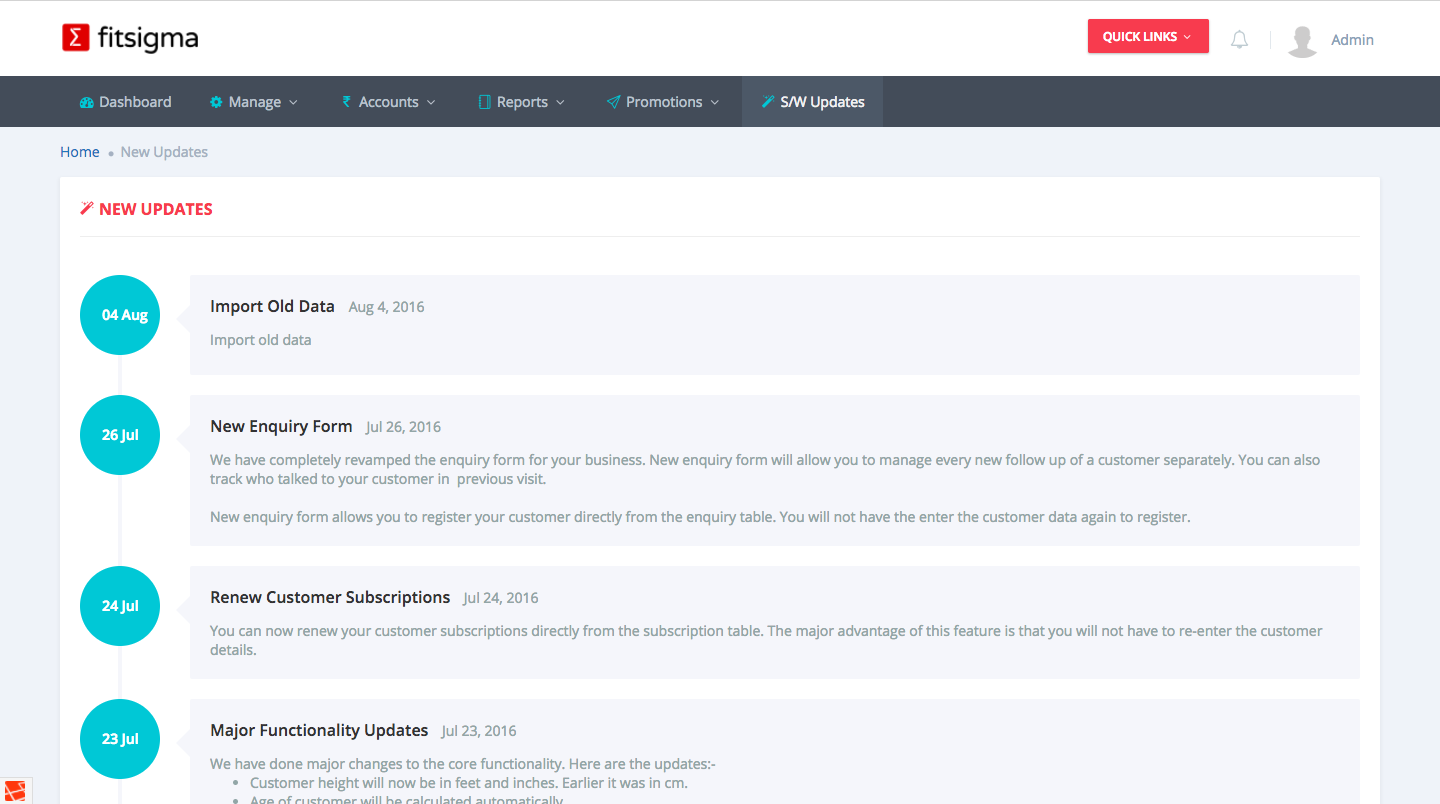 Σ fitsigma
QUICK LINKS
Admin
Dashboard
Manage
₹ Accounts
Reports
Promotions
S/W Updates
Home • New Updates
NEW UPDATES
04 Aug
Import Old Data Aug 4, 2016
Import old data
26 Jul
New Enquiry Form Jul 26, 2016
We have completely revamped the enquiry form for your business. New enquiry form will allow you to manage every new follow up of a customer separately. You can also
track who talked to your customer in  previous visit.
New enquiry form allows you to register your customer directly from the enquiry table. You will not have the enter the customer data again to register.
24 Jul
Renew Customer Subscriptions Jul 24, 2016
You can now renew your customer subscriptions directly from the subscription table. The major advantage of this feature is that you will not have to re-enter the customer
details.
23 Jul
Major Functionality Updates Jul 23, 2016
We have done major changes to the core functionality. Here are the updates:-
• Customer height will now be in feet and inches. Earlier it was in cm.
• Age of customer will be calculated automatically